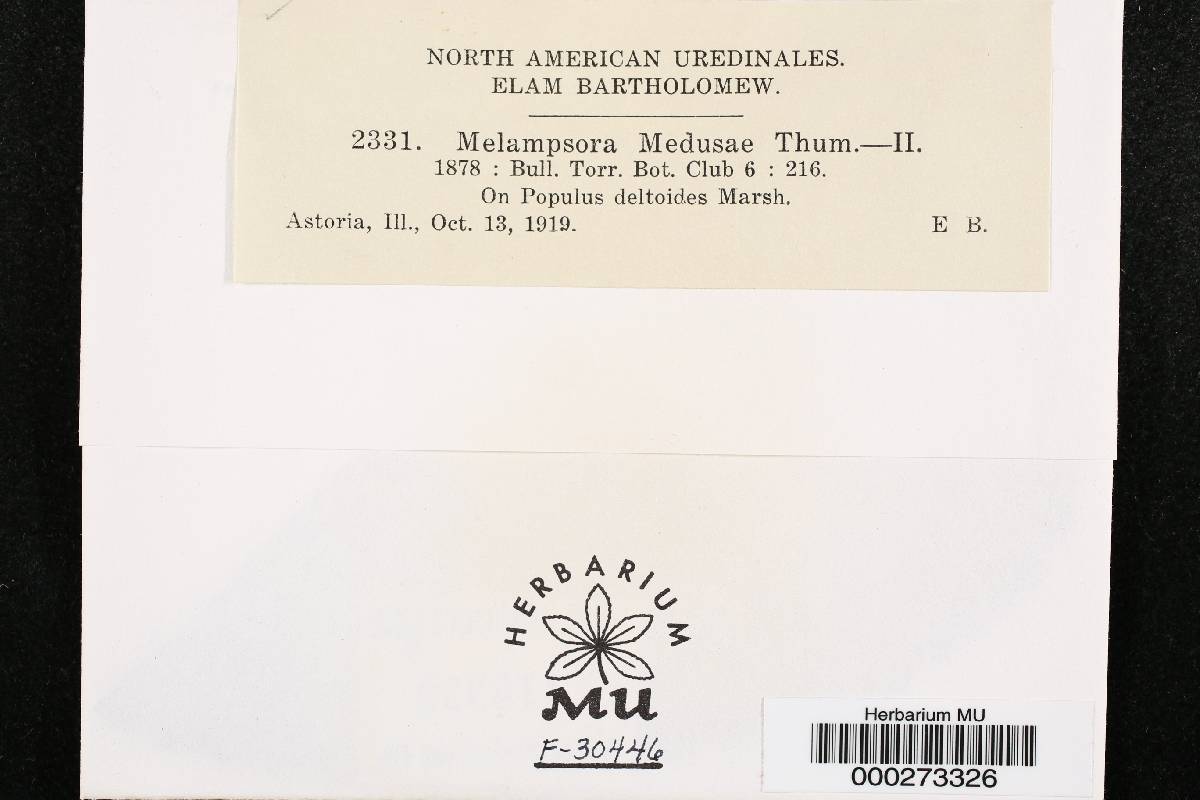 NORTH AMERICAN UREDINALES.
ELAM BARTHOLOMEW.
2331. Melampsora Medusae Thum.—II.
1878 : Bull. Torr. Bot. Club 6 : 216.
On Populus deltoides Marsh.
Astoria, Ill., Oct. 13, 1919. E B.
HERBARIUM
MU
F-30446
Herbarium MU
000273326